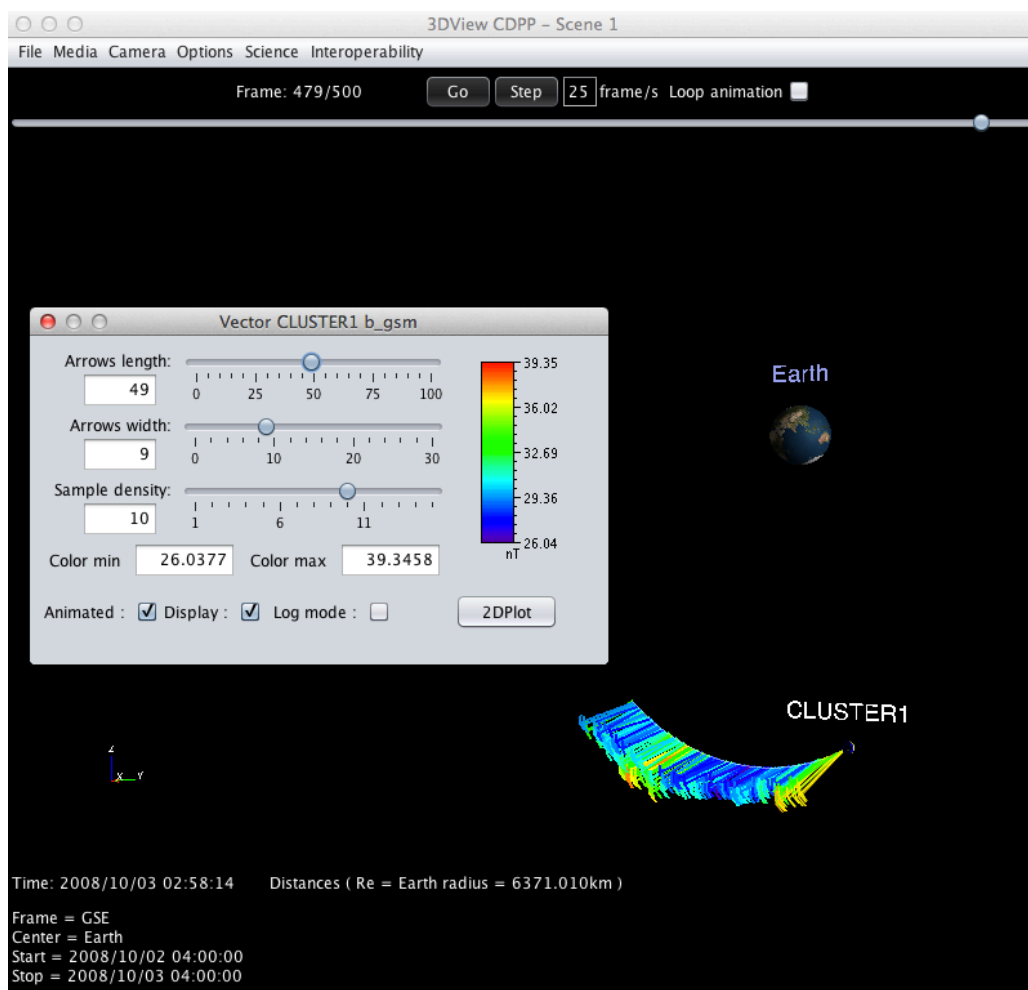 3DView CDPP – Scene 1
File Media Camera Options Science Interoperability
Frame: 479/500 Go Step 25 frame/s Loop animation
Vector CLUSTER1 b_gsm
Arrows length:
49
0 25 50 75 100
Arrows width:
9
0 10 20 30
Sample density:
10
1 6 11
39.35
36.02
32.69
29.36
26.04
nT
Color min 26.0377 Color max 39.3458
Animated : Display : Log mode : 2DPlot
Earth
CLUSTER1
Z
X Y
Time: 2008/10/03 02:58:14 Distances ( Re = Earth radius = 6371.010km )
Frame = GSE
Center = Earth
Start = 2008/10/02 04:00:00
Stop = 2008/10/03 04:00:00